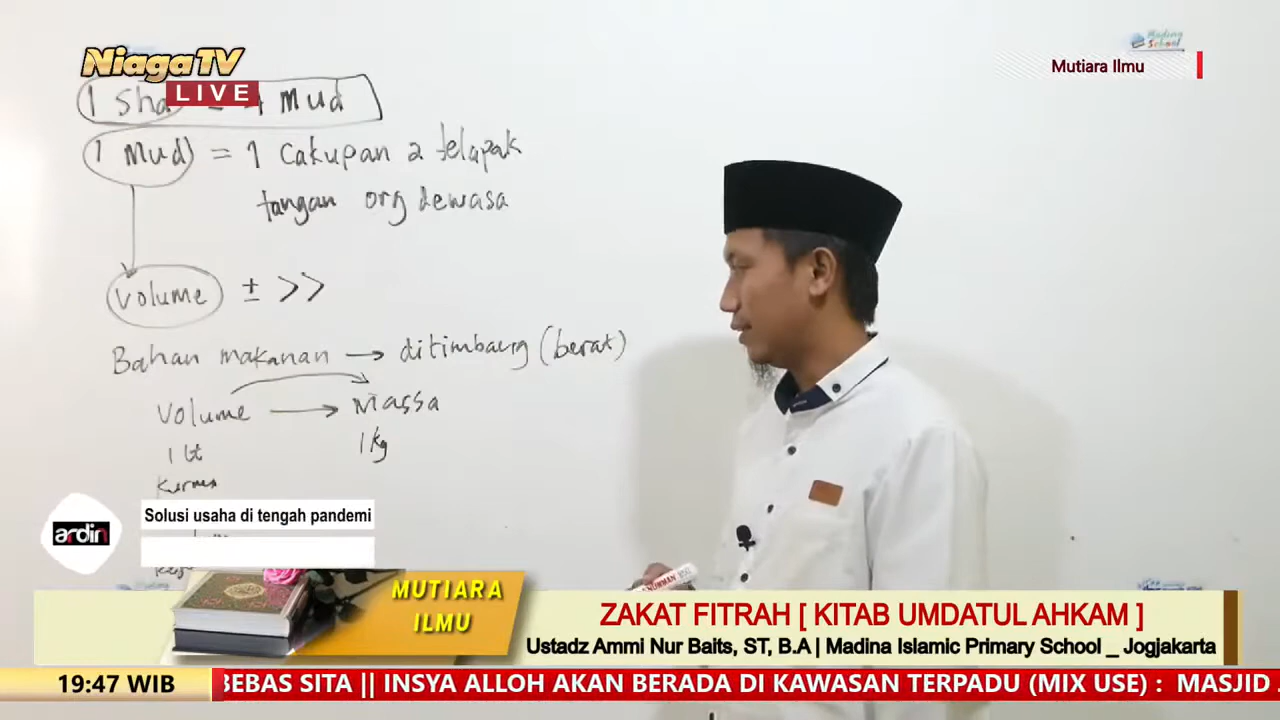 NiagaTV
LIVE
Madina
School
Mutiara Ilmu
1 Sha = 4 Mud
1 Mud = 1 Cakupan 2 telapak
tangan org dewasa
Volume ± >>
Bahan makanan → ditimbang (berat)
Volume → Massa
1 lt 1 kg
Kurma
ardin
Solusi usaha di tengah pandemi
SNOWMAN
MUTIARA
ILMU
ZAKAT FITRAH [ KITAB UMDATUL AHKAM ]
Ustadz Ammi Nur Baits, ST, B.A | Madina Islamic Primary School _ Jogjakarta
19:47 WIB
BEBAS SITA || INSYA ALLOH AKAN BERADA DI KAWASAN TERPADU (MIX USE) : MASJID